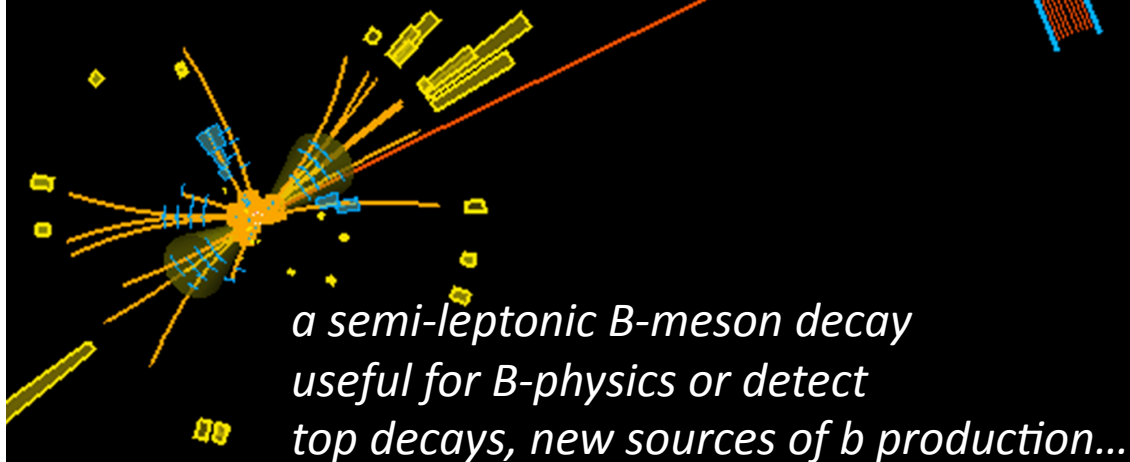 a semi-leptonic B-meson decay
useful for B-physics or detect
top decays, new sources of b production...